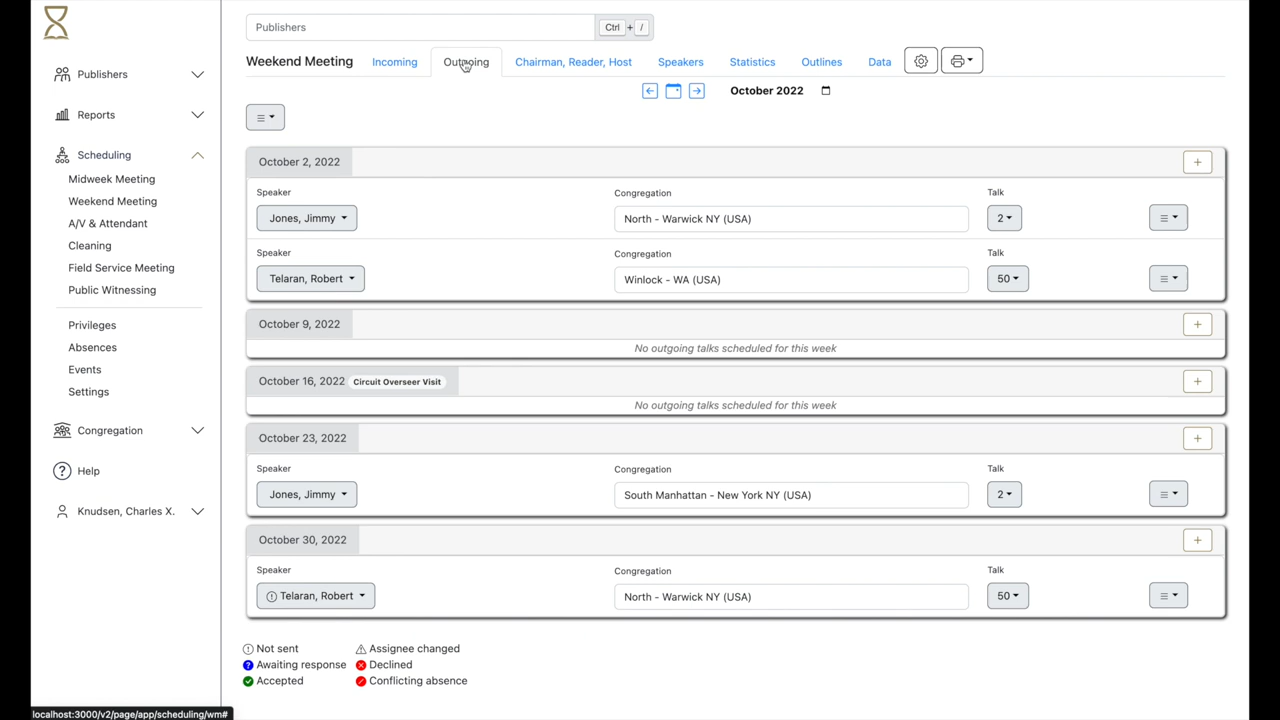 Publishers
Ctrl + /
Weekend Meeting Incoming Outgoing Chairman, Reader, Host Speakers Statistics Outlines Data
October 2022
Publishers
Reports
Scheduling
Midweek Meeting
Weekend Meeting
A/V & Attendant
Cleaning
Field Service Meeting
Public Witnessing
Privileges
Absences
Events
Settings
Congregation
Help
Knudsen, Charles X.
October 2, 2022
Speaker Congregation Talk
Jones, Jimmy North - Warwick NY (USA) 2
Speaker Congregation Talk
Telaran, Robert Winlock - WA (USA) 50
October 9, 2022
No outgoing talks scheduled for this week
October 16, 2022 Circuit Overseer Visit
No outgoing talks scheduled for this week
October 23, 2022
Speaker Congregation Talk
Jones, Jimmy South Manhattan - New York NY (USA) 2
October 30, 2022
Speaker Congregation Talk
Telaran, Robert North - Warwick NY (USA) 50
Not sent Assignee changed
Awaiting response Declined
Accepted Conflicting absence
localhost:3000/v2/page/app/scheduling/wm#